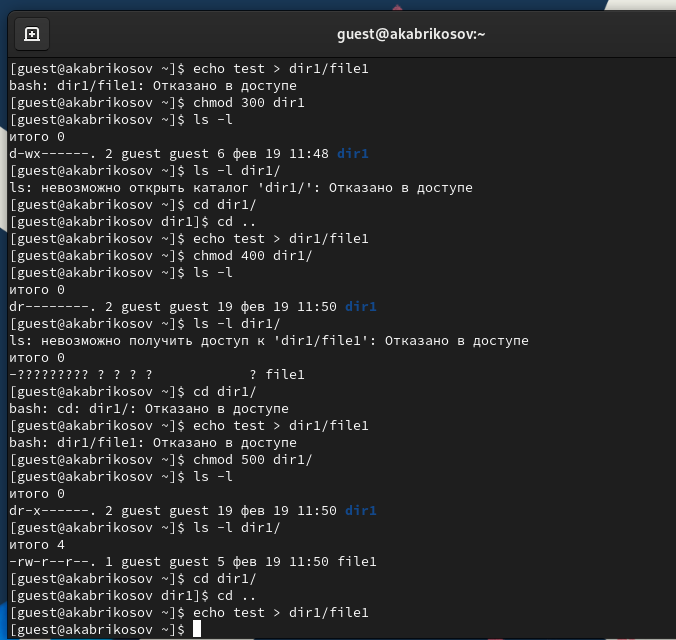 guest@akabrikosov:~
[guest@akabrikosov ~]$ echo test > dir1/file1
bash: dir1/file1: Отказано в доступе
[guest@akabrikosov ~]$ chmod 300 dir1
[guest@akabrikosov ~]$ ls -l
итого 0
d-wx------. 2 guest guest 6 фев 19 11:48 dir1
[guest@akabrikosov ~]$ ls -l dir1/
ls: невозможно открыть каталог 'dir1/': Отказано в доступе
[guest@akabrikosov ~]$ cd dir1/
[guest@akabrikosov dir1]$ cd ..
[guest@akabrikosov ~]$ echo test > dir1/file1
[guest@akabrikosov ~]$ chmod 400 dir1/
[guest@akabrikosov ~]$ ls -l
итого 0
dr--------. 2 guest guest 19 фев 19 11:50 dir1
[guest@akabrikosov ~]$ ls -l dir1/
ls: невозможно получить доступ к 'dir1/file1': Отказано в доступе
итого 0
-????????? ? ? ? ?            ? file1
[guest@akabrikosov ~]$ cd dir1/
bash: cd: dir1/: Отказано в доступе
[guest@akabrikosov ~]$ echo test > dir1/file1
bash: dir1/file1: Отказано в доступе
[guest@akabrikosov ~]$ chmod 500 dir1/
[guest@akabrikosov ~]$ ls -l
итого 0
dr-x------. 2 guest guest 19 фев 19 11:50 dir1
[guest@akabrikosov ~]$ ls -l dir1/
итого 4
-rw-r--r--. 1 guest guest 5 фев 19 11:50 file1
[guest@akabrikosov ~]$ cd dir1/
[guest@akabrikosov dir1]$ cd ..
[guest@akabrikosov ~]$ echo test > dir1/file1
[guest@akabrikosov ~]$